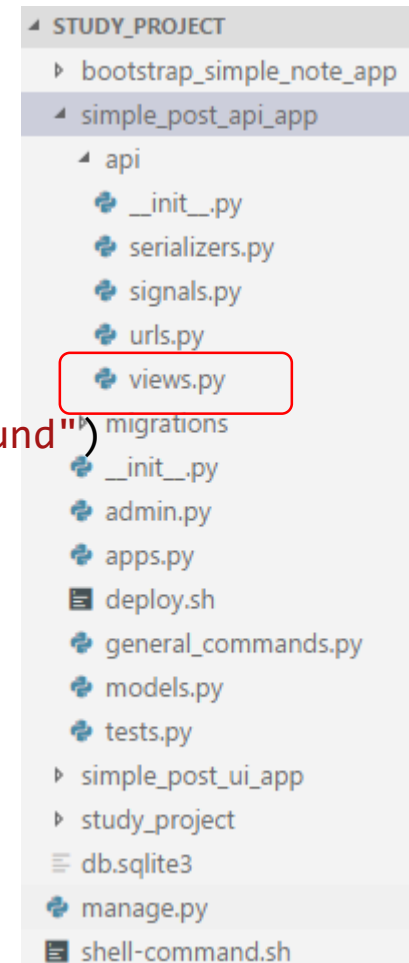 STUDY_PROJECT
bootstrap_simple_note_app
simple_post_api_app
api
__init__.py
serializers.py
signals.py
urls.py
views.py
und")
migrations
__init__.py
admin.py
apps.py
deploy.sh
general_commands.py
models.py
tests.py
simple_post_ui_app
study_project
db.sqlite3
manage.py
shell-command.sh